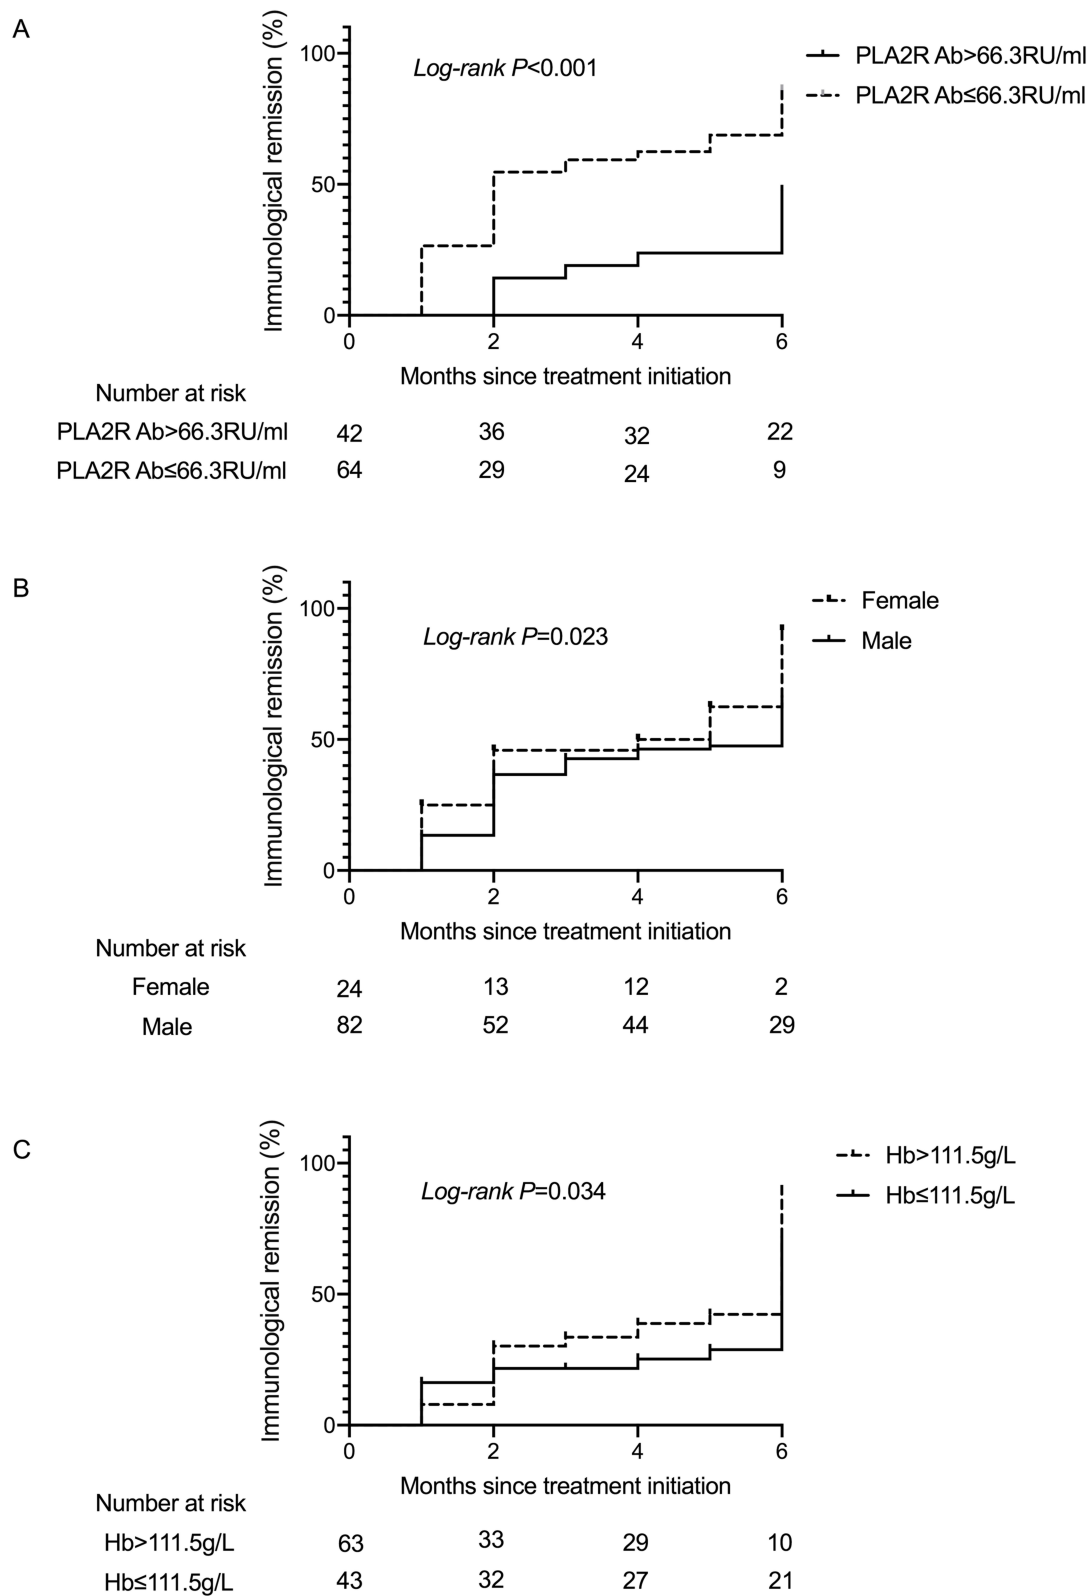 A
Immunological remission (%)
100
50
0
Log-rank P<0.001
PLA2R Ab>66.3RU/ml
PLA2R Ab≤66.3RU/ml
0 2 4 6
Months since treatment initiation
Number at risk
PLA2R Ab>66.3RU/ml 42 36 32 22
PLA2R Ab≤66.3RU/ml 64 29 24 9
B
Immunological remission (%)
100
50
0
Log-rank P=0.023
Female
Male
0 2 4 6
Months since treatment initiation
Number at risk
Female 24 13 12 2
Male 82 52 44 29
C
Immunological remission (%)
100
50
0
Log-rank P=0.034
Hb>111.5g/L
Hb≤111.5g/L
0 2 4 6
Months since treatment initiation
Number at risk
Hb>111.5g/L 63 33 29 10
Hb≤111.5g/L 43 32 27 21